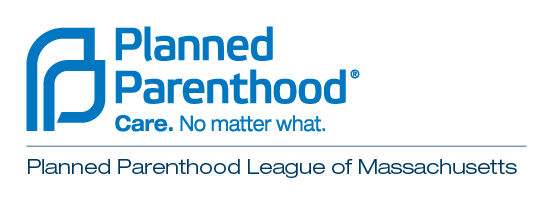 Planned
Parenthood®
Care. No matter what.
Planned Parenthood League of Massachusetts